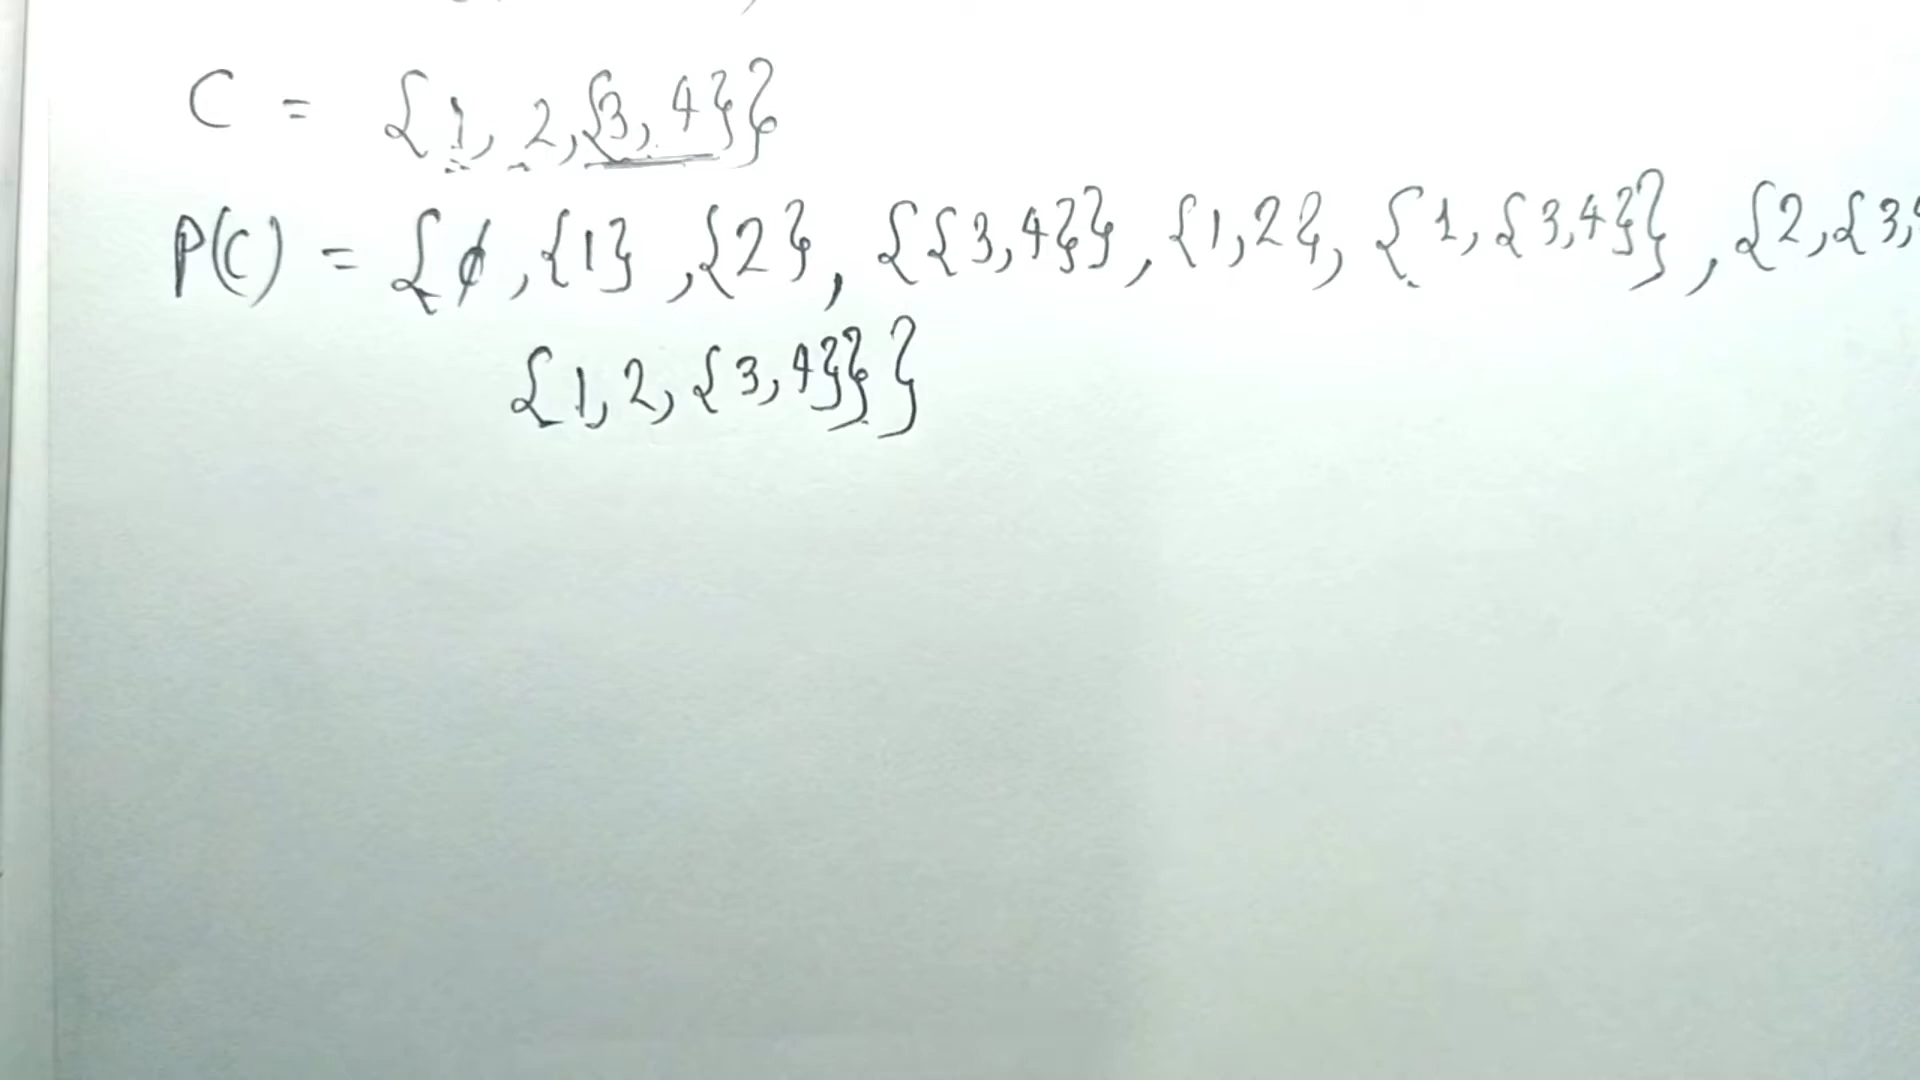 C = {1, 2, {3, 4}}
P(C) = {ϕ, {1}, {2}, {{3, 4}}, {1, 2}, {1, {3, 4}}, {2, {3,
{1, 2, {3, 4}}}